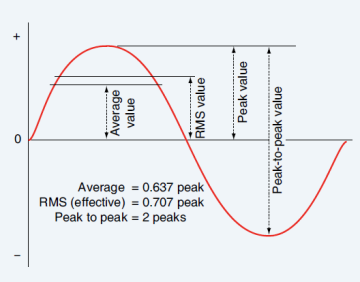 +
Average
value
RMS value
Peak value
Peak-to-peak value
0
Average = 0.637 peak
RMS (effective) = 0.707 peak
Peak to peak = 2 peaks
–